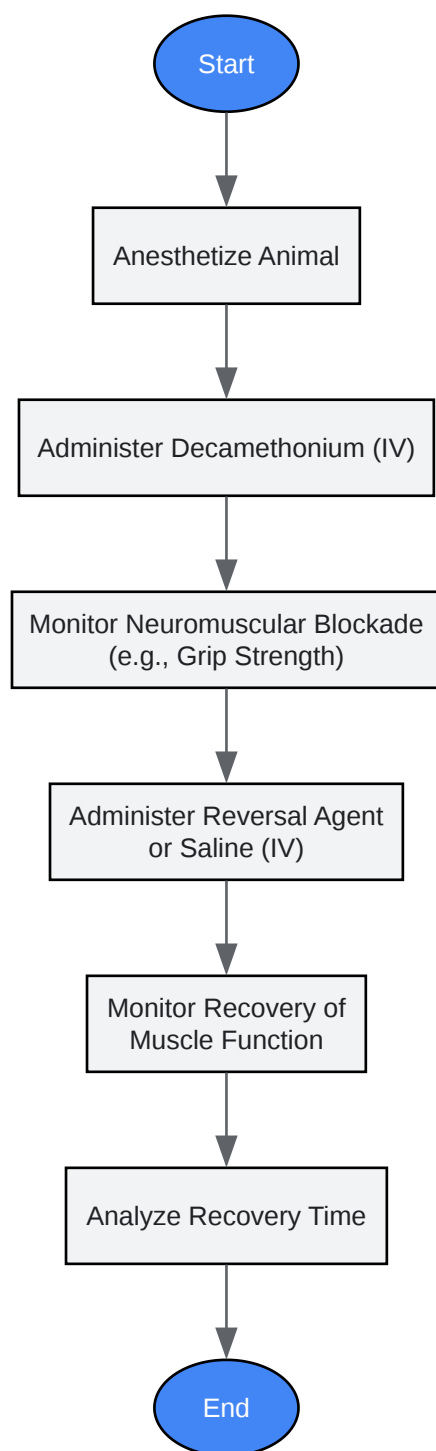 Start
Anesthetize Animal
Administer Decamethonium (IV)
Monitor Neuromuscular Blockade
(e.g., Grip Strength)
Administer Reversal Agent
or Saline (IV)
Monitor Recovery of
Muscle Function
Analyze Recovery Time
End